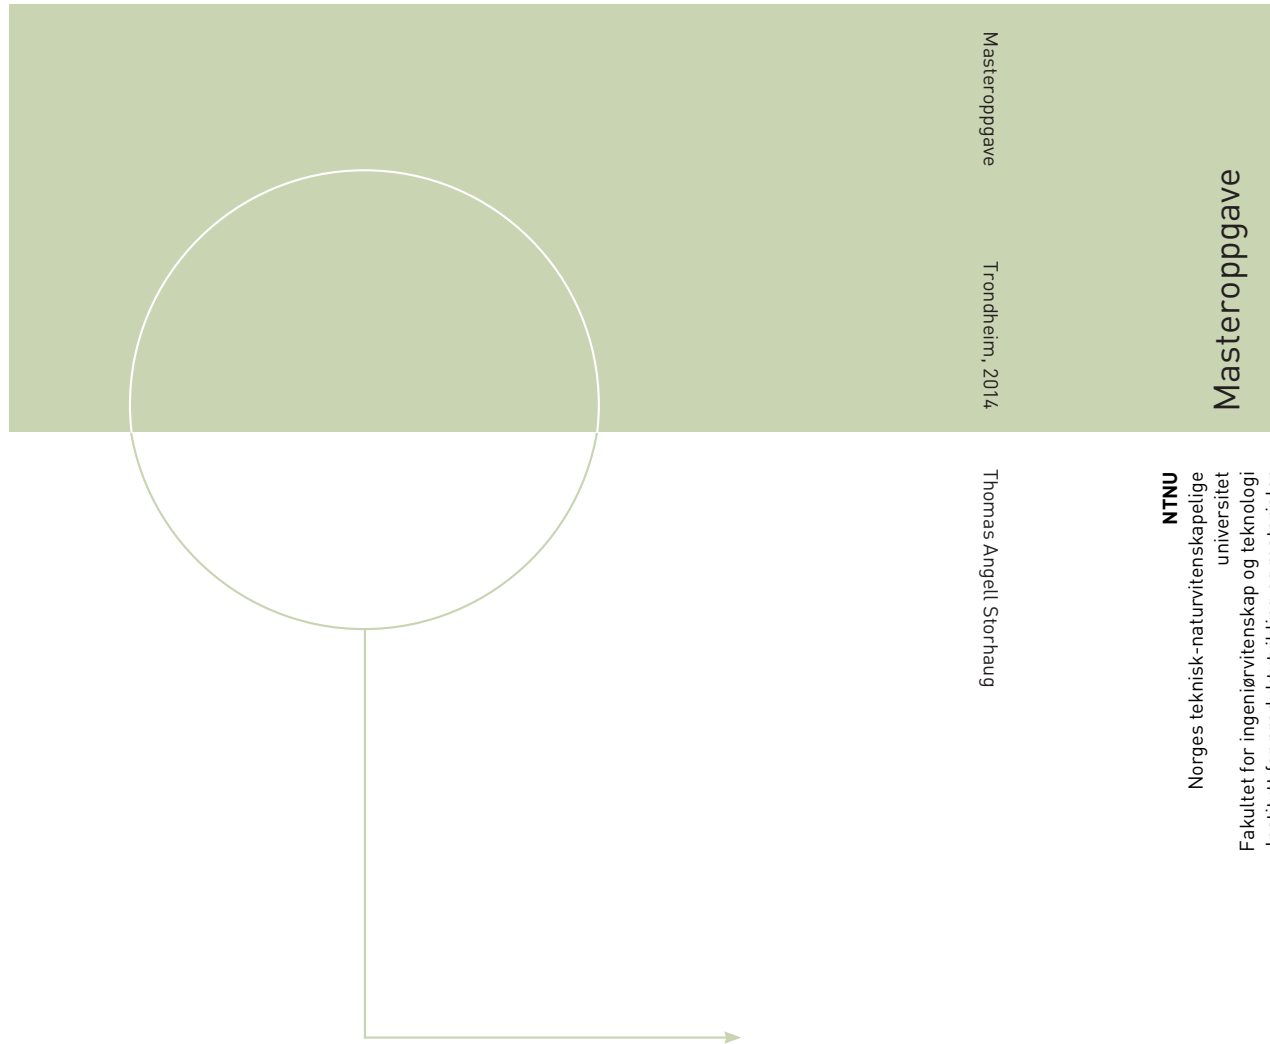 Masteroppgave
Trondheim, 2014
Thomas Angell Storhaug
Masteroppgave
NTNU
Norges teknisk-naturvitenskapelige
universitet
Fakultet for ingeniørvitenskap og teknologi